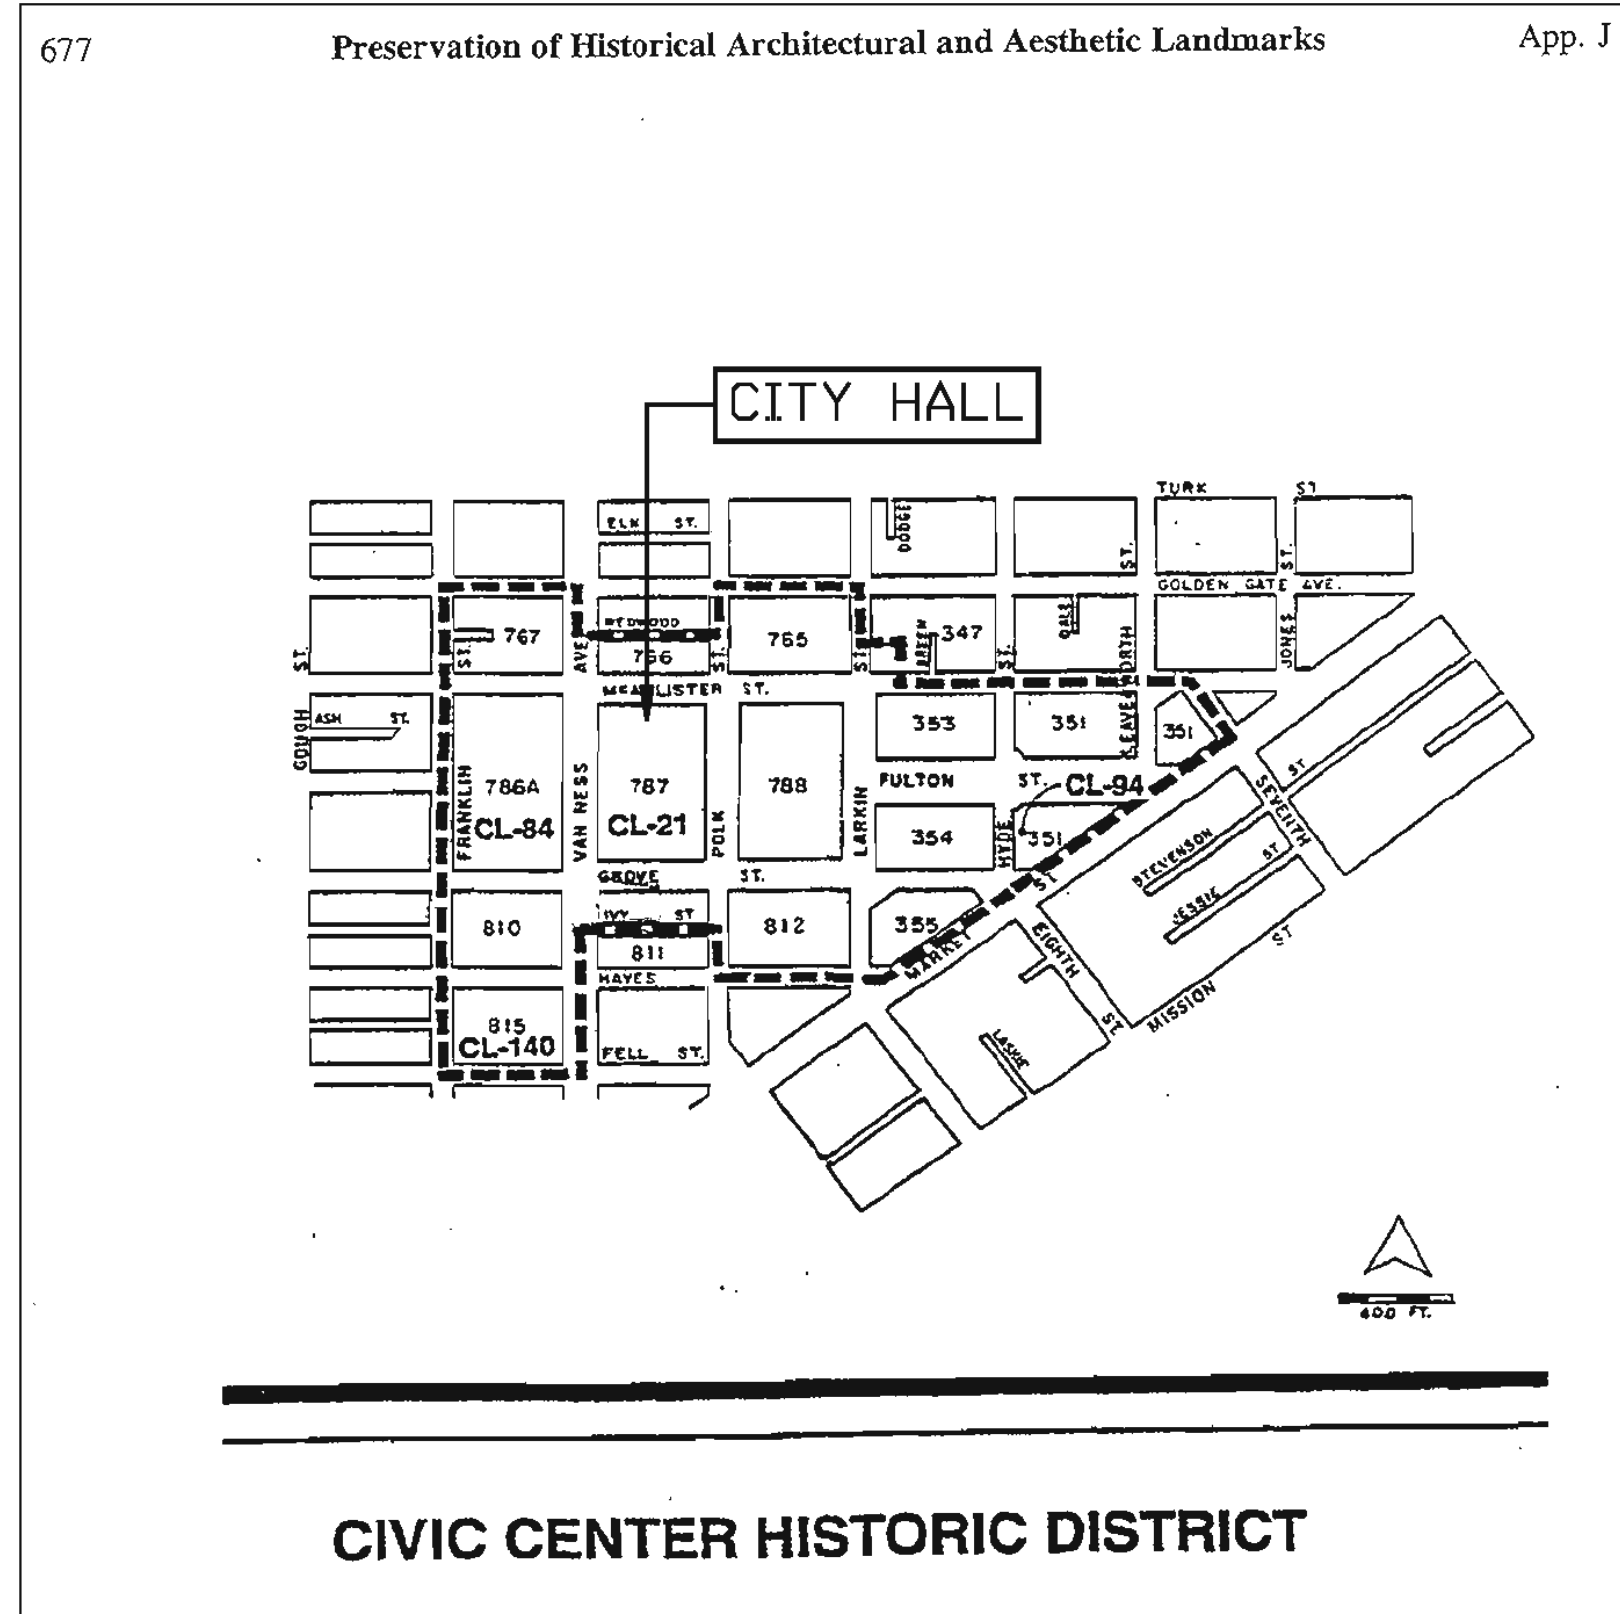 677 Preservation of Historical Architectural and Aesthetic Landmarks App. J
CITY HALL
TURK ST
ELM ST.
DODGE
ST.
ST.
GOLDEN GATE AVE.
REDWOOD
767
766
765
347
ST.
ST.
AVE
ST.
ST
ST.
JONES
MCALLISTER ST.
GOUGH
ASH ST.
353
351
LEAVENWORTH
351
FULTON ST.
CL-94
786A
CL-84
787
CL-21
788
FRANKLIN
VAN NESS
POLK
LARKIN
354
HYDE
351
SEVENTH
ST
STEVENSON
JESSIE ST
GROVE ST.
IVY ST
810
811
812
355
MARKET ST
EIGHTH ST
MISSION ST
HAYES
LASKIE
815
CL-140
FELL ST.
400 FT.
CIVIC CENTER HISTORIC DISTRICT